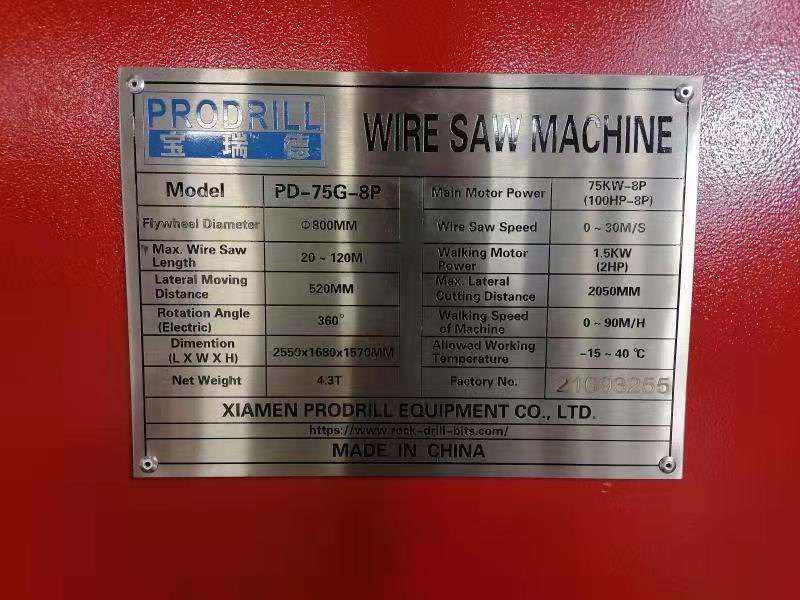 PRODRILL
宝瑞德
WIRE SAW MACHINE
Model
PD-75G-8P
Main Motor Power
75KW-8P
(100HP-8P)
Flywheel Diameter
Φ800MM
Wire Saw Speed
0 ~ 30M/S
Max. Wire Saw
Length
20 ~ 120M
Walking Motor
Power
1.5KW
(2HP)
Lateral Moving
Distance
520MM
Max. Lateral
Cutting Distance
2050MM
Rotation Angle
(Electric)
360°
Walking Speed
of Machine
0 ~ 90M/H
Dimention
(L X W X H)
2550x1680x1570MM
Allowed Working
Temperature
-15 ~ 40 ℃
Net Weight
4.3T
Factory No.
XIAMEN PRODRILL EQUIPMENT CO., LTD.
https://www.rock-drill-bits.com/
MADE IN CHINA